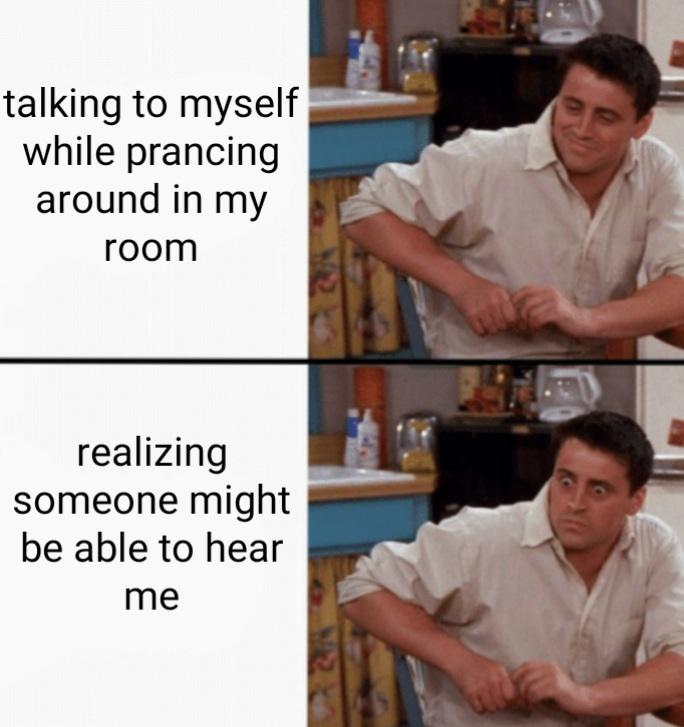 talking to myself
while prancing
around in my
room
realizing
someone might
be able to hear
me